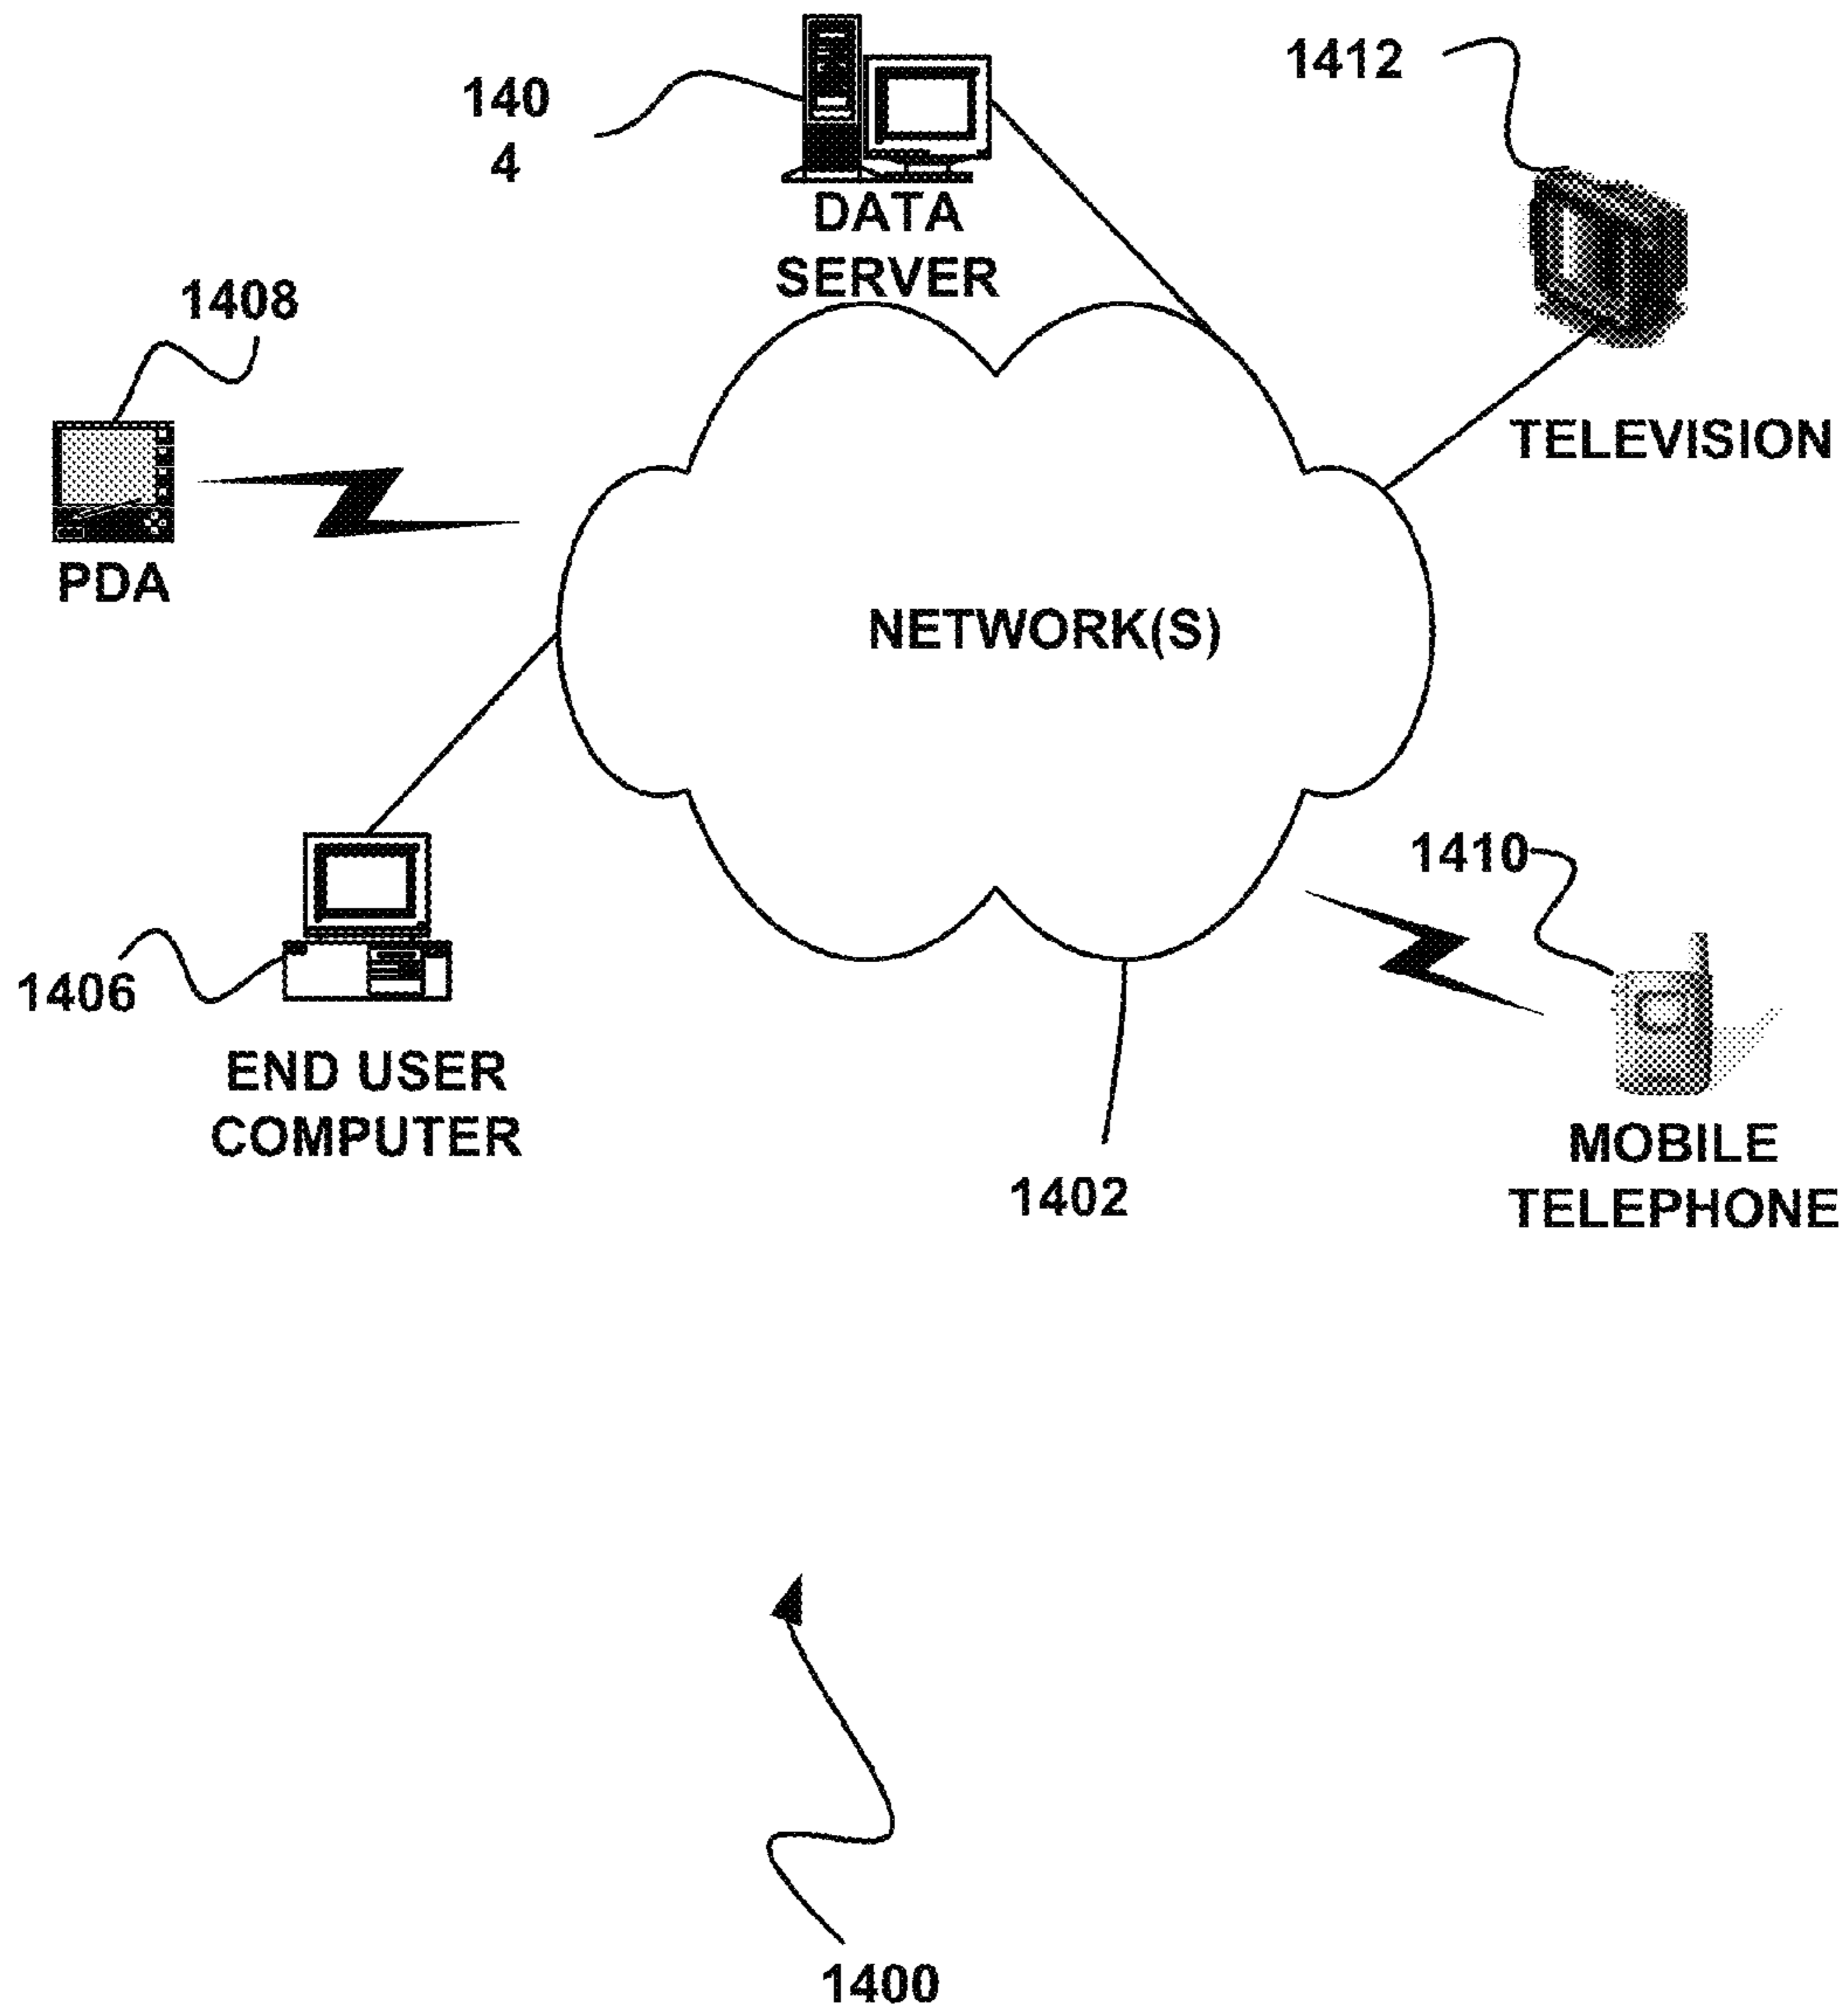 1412
140
4
DATA
SERVER
1408
TELEVISION
PDA
NETWORK(S)
1410
1406
END USER
COMPUTER
MOBILE
TELEPHONE
1402
1400